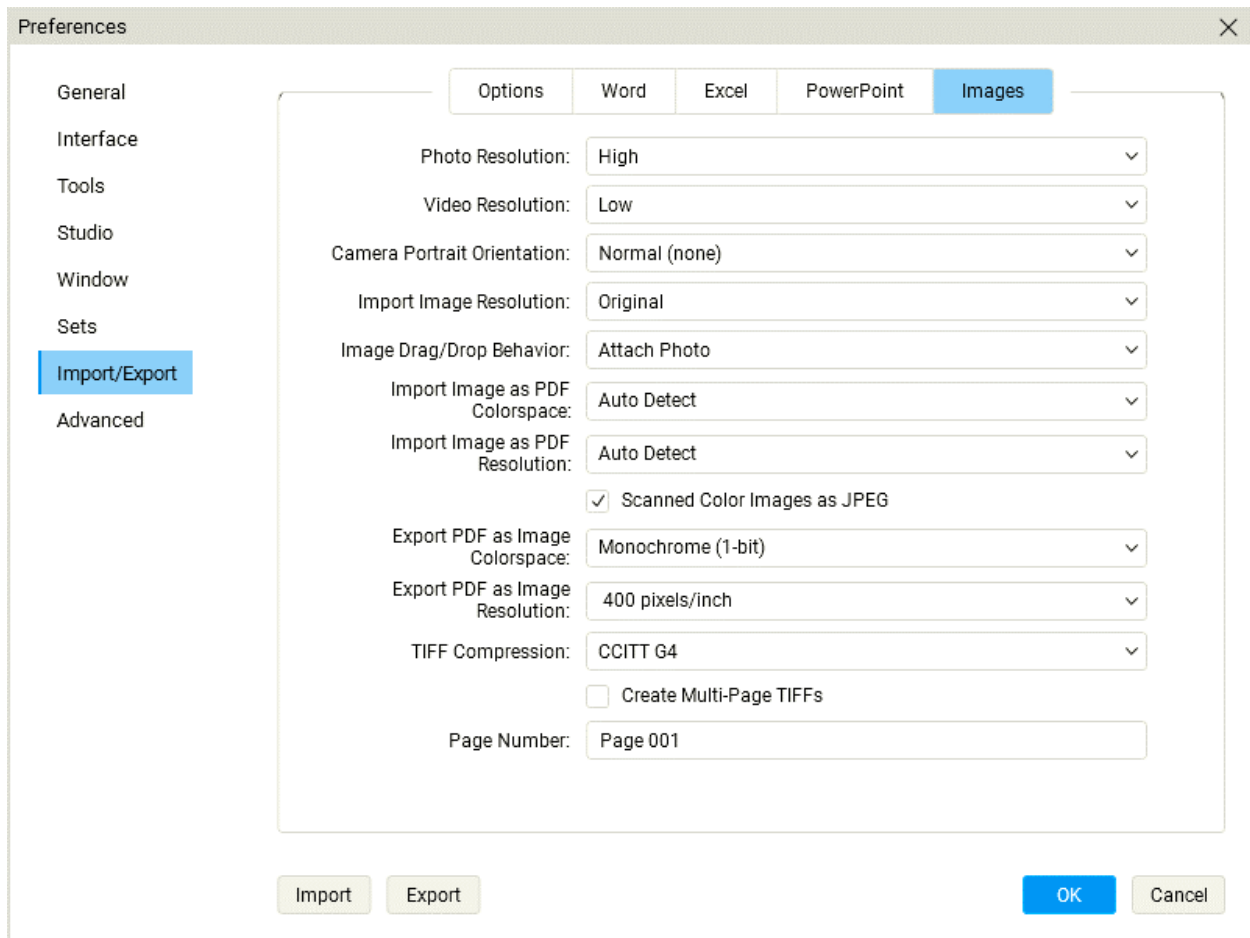 Preferences
General
Interface
Tools
Studio
Window
Sets
Import/Export
Advanced
Options Word Excel PowerPoint Images
Photo Resolution: High
Video Resolution: Low
Camera Portrait Orientation: Normal (none)
Import Image Resolution: Original
Image Drag/Drop Behavior: Attach Photo
Import Image as PDF
Colorspace: Auto Detect
Import Image as PDF
Resolution: Auto Detect
Scanned Color Images as JPEG
Export PDF as Image
Colorspace: Monochrome (1-bit)
Export PDF as Image
Resolution: 400 pixels/inch
TIFF Compression: CCITT G4
Create Multi-Page TIFFs
Page Number: Page 001
Import Export OK Cancel